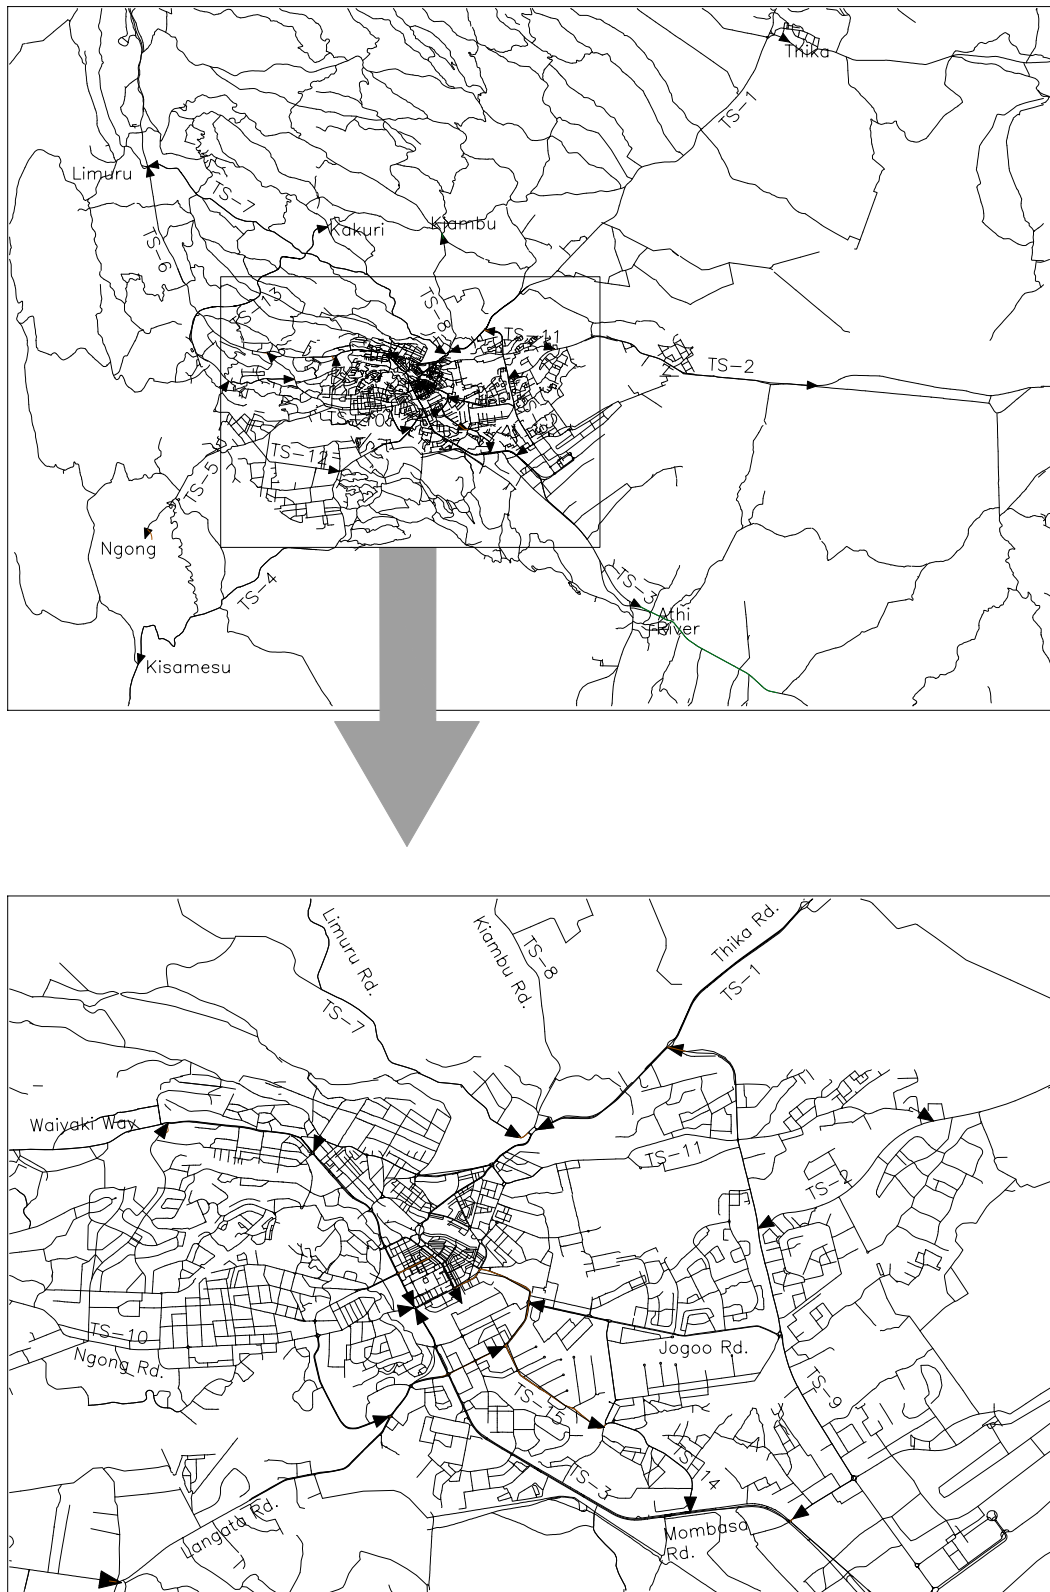 Thika
TS-1
Limuru
TS-7
Kakuri
Kiambu
TS-6
TS-8
TS-11
TS-2
TS-12
TS-5
Ngong
TS-4
TS-3
Athi
River
Kisamesu
Limuru Rd.
Kiambu Rd.
TS-8
Thika Rd.
TS-1
TS-7
Waiyaki Way
TS-11
TS-2
TS-10
Ngong Rd.
Jogoo Rd.
TS-9
TS-15
TS-14
TS-3
Langata Rd.
Mombasa
Rd.